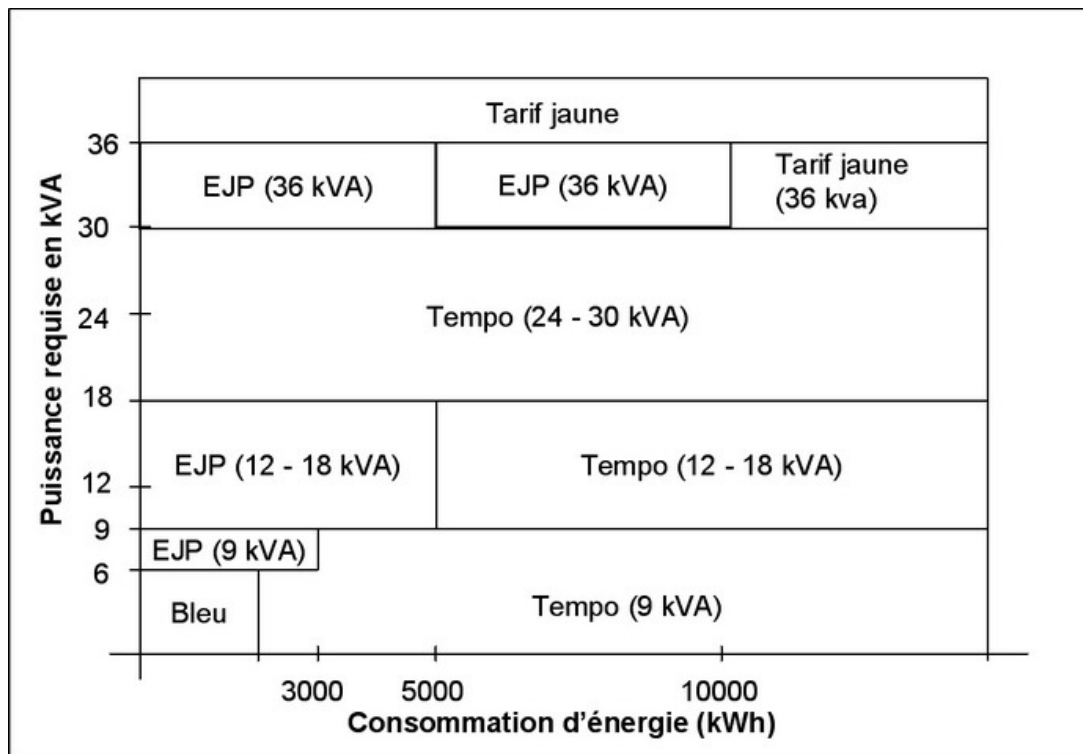 Tarif jaune
36
EJP (36 kVA)
EJP (36 kVA)
Tarif jaune
(36 kva)
30
Tempo (24 - 30 kVA)
24
18
EJP (12 - 18 kVA)
Tempo (12 - 18 kVA)
12
9
EJP (9 kVA)
6
Bleu
Tempo (9 kVA)
Puissance requise en kVA
3000
5000
10000
Consommation d’énergie (kWh)